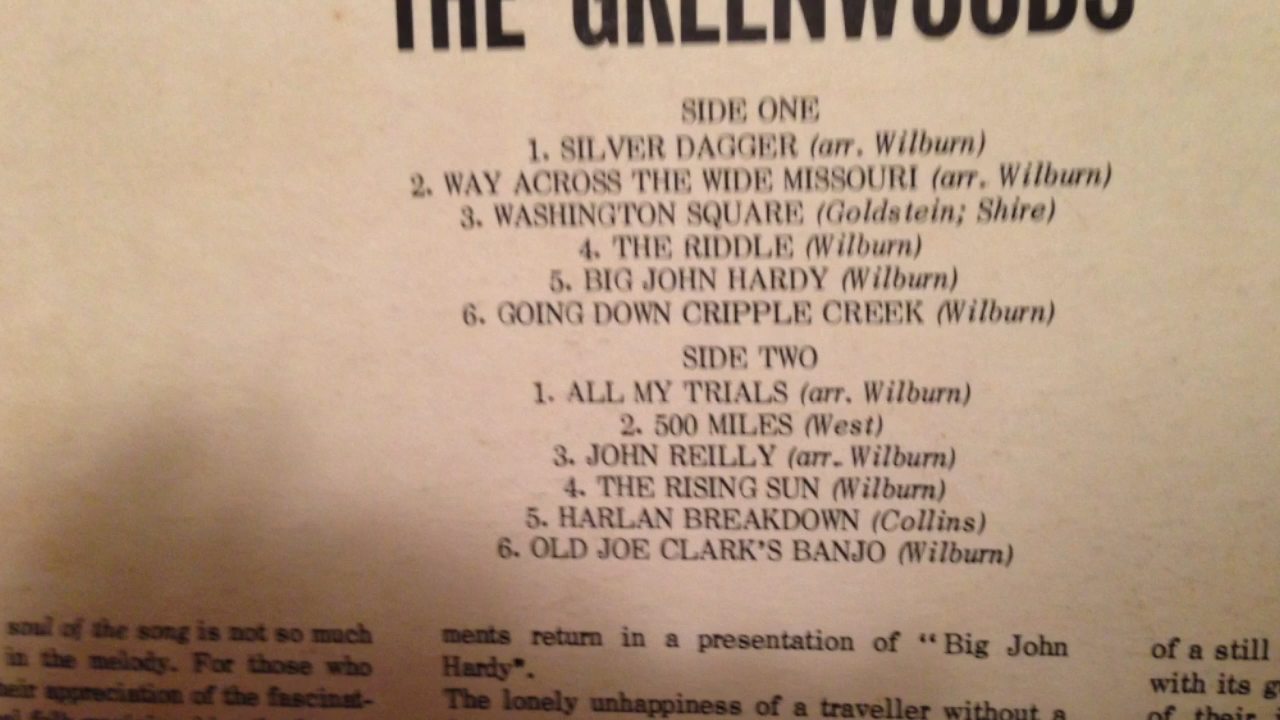 THE GREENWOODS
SIDE ONE
1. SILVER DAGGER (arr. Wilburn)
2. WAY ACROSS THE WIDE MISSOURI (arr. Wilburn)
3. WASHINGTON SQUARE (Goldstein; Shire)
4. THE RIDDLE (Wilburn)
5. BIG JOHN HARDY (Wilburn)
6. GOING DOWN CRIPPLE CREEK (Wilburn)
SIDE TWO
1. ALL MY TRIALS (arr. Wilburn)
2. 500 MILES (West)
3. JOHN REILLY (arr. Wilburn)
4. THE RISING SUN (Wilburn)
5. HARLAN BREAKDOWN (Collins)
6. OLD JOE CLARK'S BANJO (Wilburn)
soul of the song is not so much
in the melody. For those who
appreciation of the fascinat-
ments return in a presentation of "Big John
Hardy".
The lonely unhappiness of a traveller without a
of a still
with its
of their